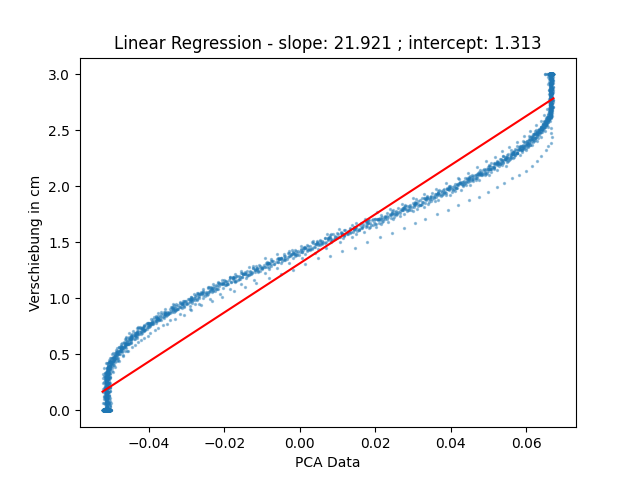 Linear Regression - slope: 21.921 ; intercept: 1.313
3.0
2.5
2.0
1.5
1.0
0.5
0.0
Verschiebung in cm
−0.04 −0.02 0.00 0.02 0.04 0.06
PCA Data